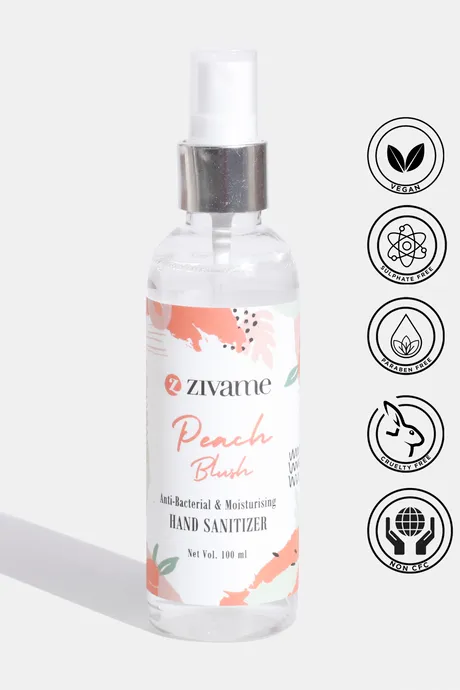 VEGAN
SULPHATE FREE
PARABEN FREE
CRUELTY FREE
NON CFC
Z ZIVAME
Peach
Blush
Anti-Bacterial & Moisturising
HAND SANITIZER
Net Vol. 100 ml